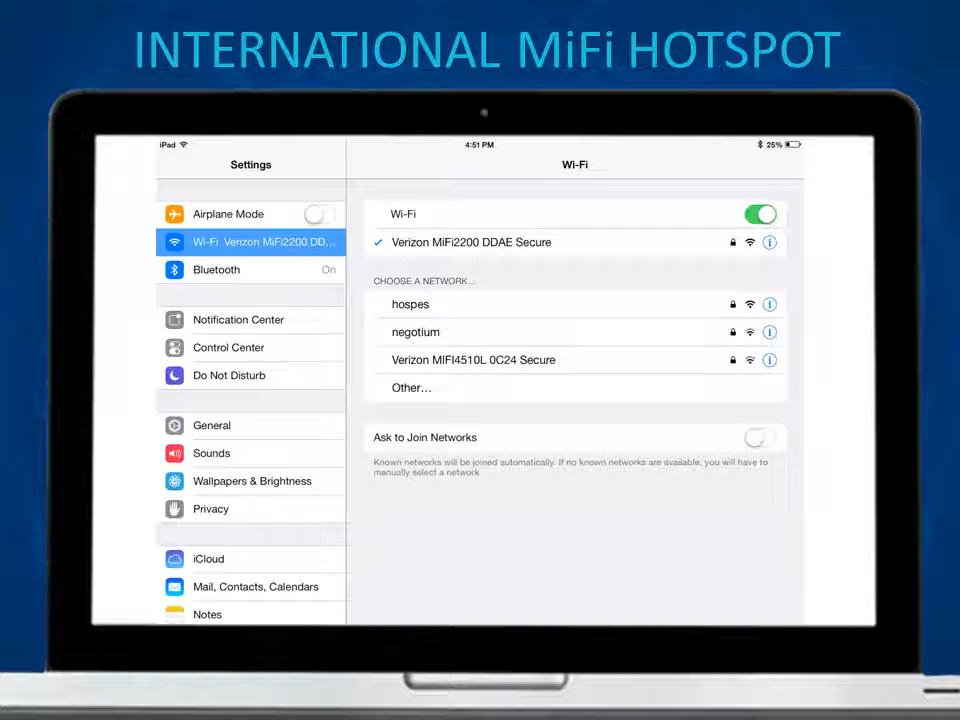 INTERNATIONAL MiFi HOTSPOT
iPad
4:51 PM
25%
Settings
Wi-Fi
Airplane Mode
Wi-Fi Verizon MiFi2200 DD...
Bluetooth On
Notification Center
Control Center
Do Not Disturb
General
Sounds
Wallpapers & Brightness
Privacy
iCloud
Mail, Contacts, Calendars
Notes
Wi-Fi
Verizon MiFi2200 DDAE Secure
CHOOSE A NETWORK...
hospes
negotium
Verizon MIFI4510L 0C24 Secure
Other...
Ask to Join Networks
Known networks will be joined automatically. If no known networks are available, you will have to
manually select a network